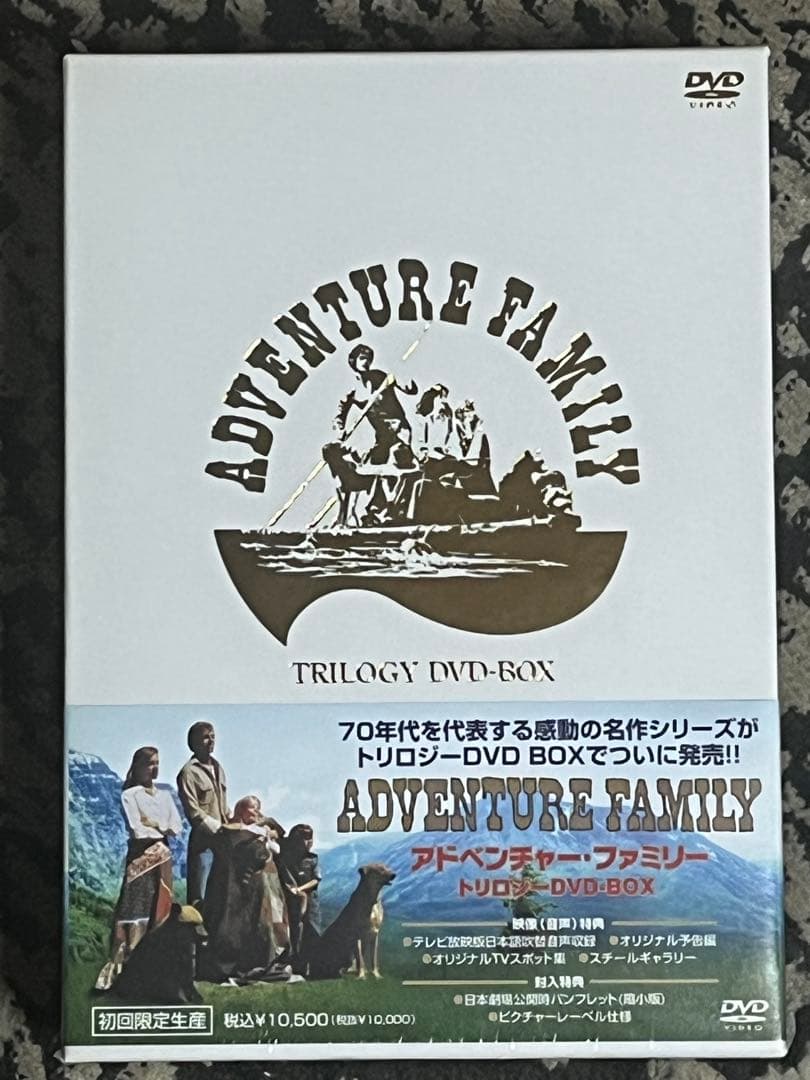 DVD
VIDEO
ADVENTURE FAMILY
TRILOGY DVD-BOX
70年代を代表する感動の名作シリーズが
トリロジーDVD BOXでついに発売!!
ADVENTURE FAMILY
アドベンチャー・ファミリー
トリロジーDVD-BOX
映像(音声)特典
●テレビ放映版日本語吹替音声収録 ●オリジナル予告編
●オリジナルTVスポット集 ●スチールギャラリー
封入特典
●日本劇場公開時パンフレット(縮小版)
●ピクチャーレーベル仕様
初回限定生産 税込¥10,500(税抜¥10,000)
DVD
VIDEO